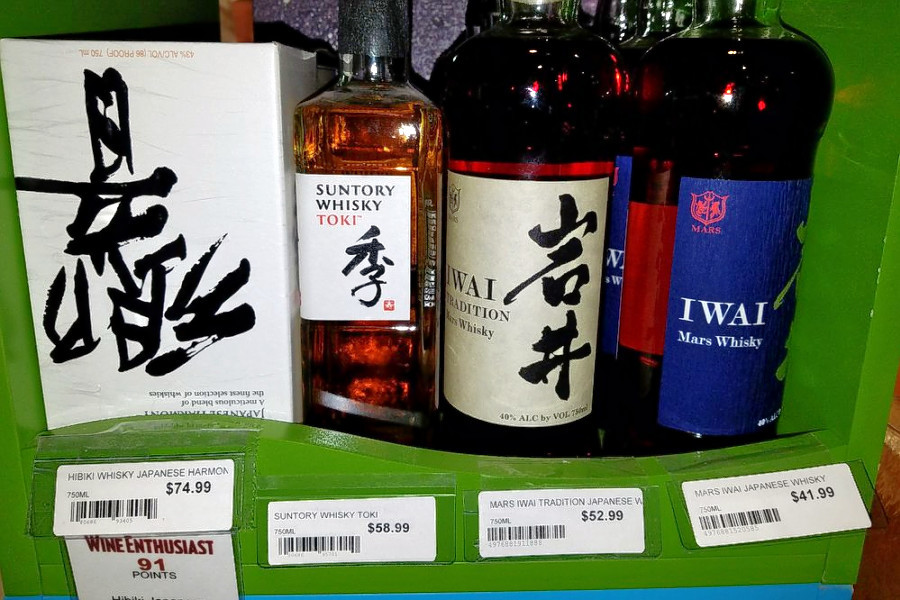 43% ALC/VOL (86 PROOF) 750 mL
響
JAPANESE HARMONY
A meticulous blend of
the finest selection of whiskies
SUNTORY
WHISKY
TOKI™
季
IWAI
TRADITION
Mars Whisky
岩井
40% ALC by VOL 750ml
MARS
IWAI
Mars Whisky
HIBIKI WHISKY JAPANESE HARMON
750ML
$74.99
WINE ENTHUSIAST
91
POINTS
SUNTORY WHISKY TOKI
750ML
$58.99
MARS IWAI TRADITION JAPANESE W
750ML
$52.99
4976881911880
MARS IWAI JAPANESE WHISKY
750ML
$41.99